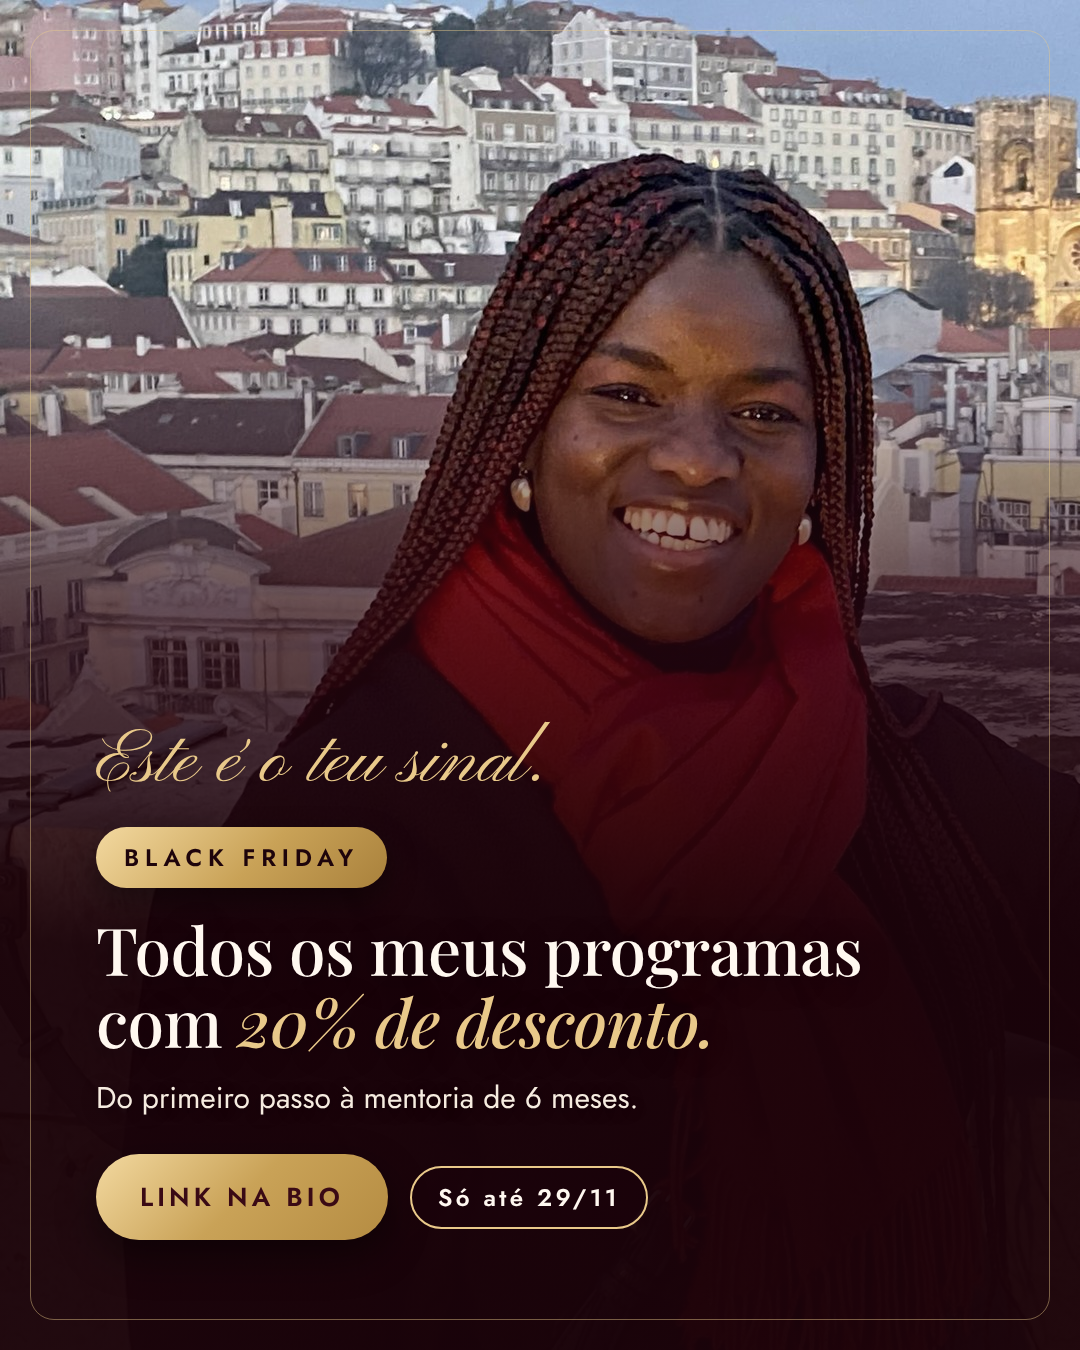 Este é o teu sinal.
BLACK FRIDAY
Todos os meus programas
com 20% de desconto.
Do primeiro passo à mentoria de 6 meses.
LINK NA BIO
Só até 29/11